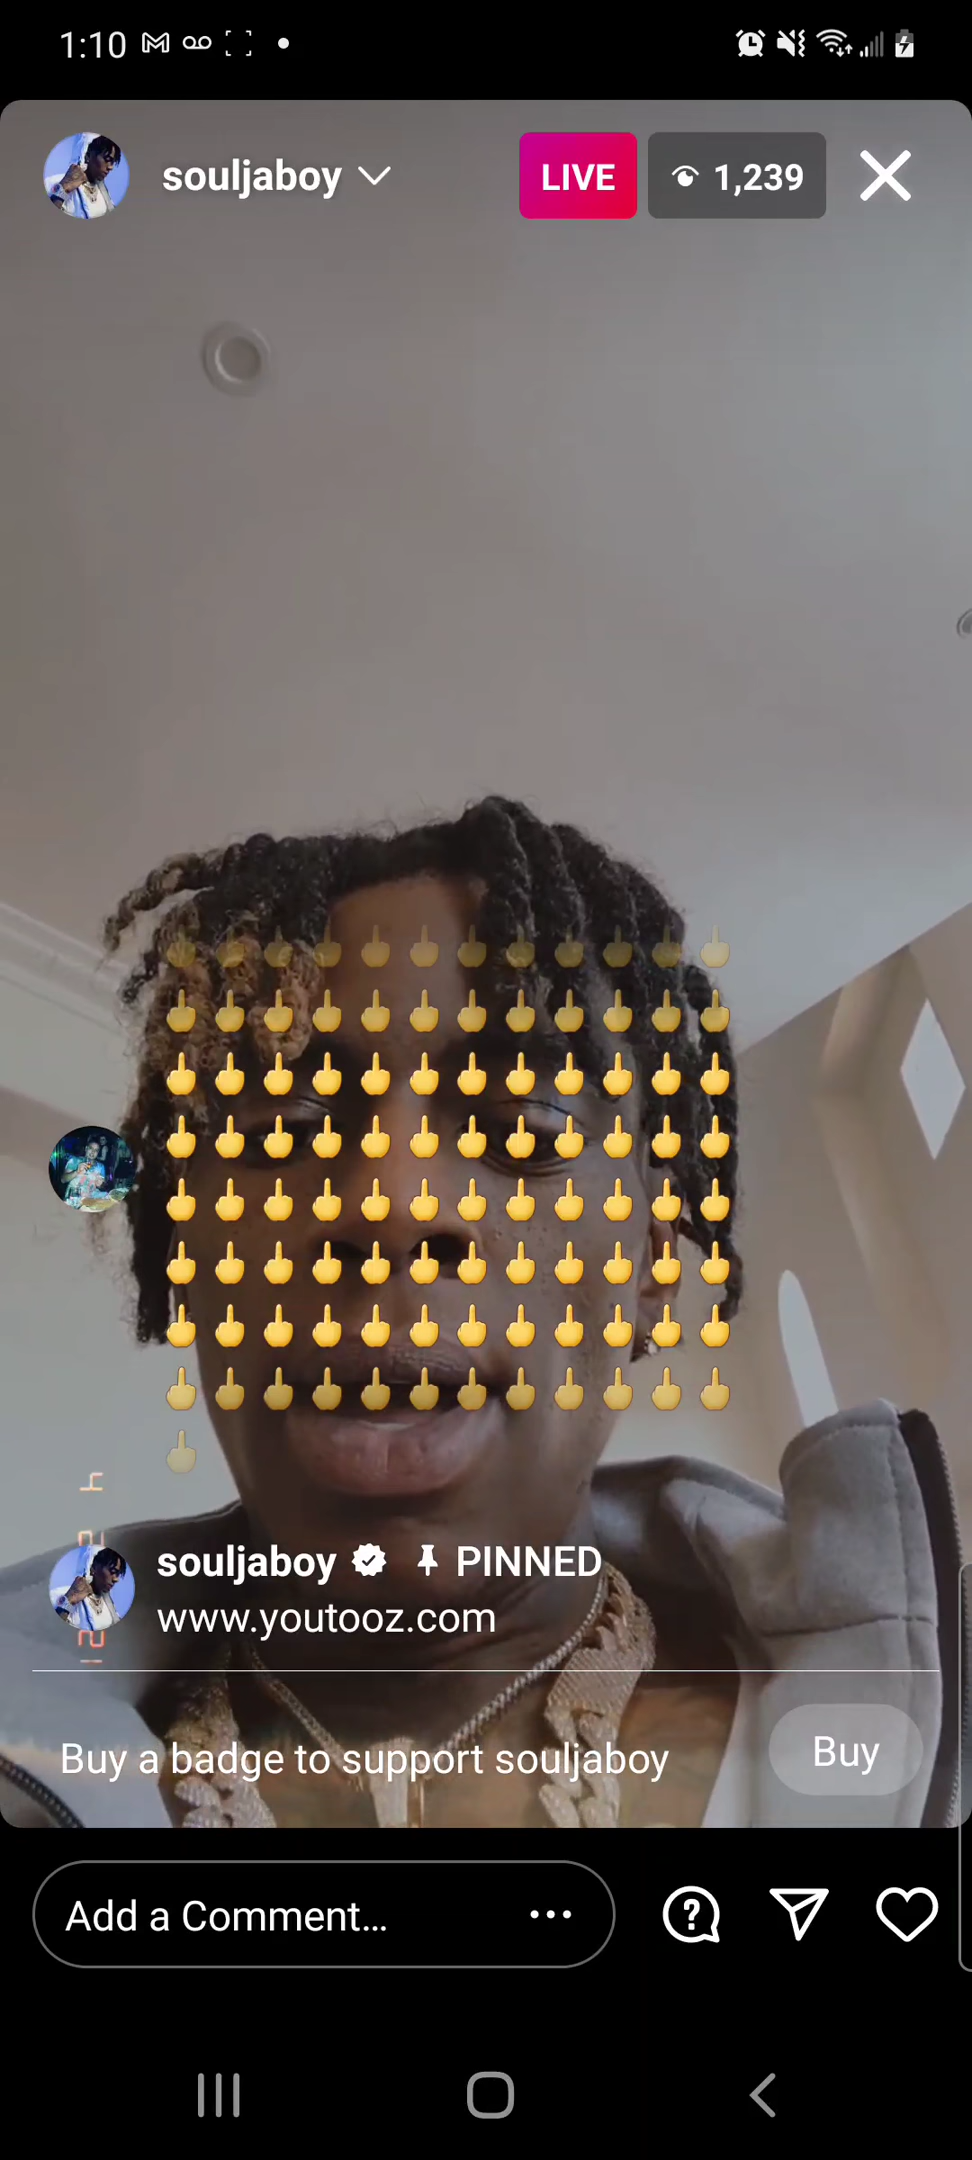 1:10
souljaboy
LIVE
1,239
🖕🖕🖕🖕🖕🖕🖕🖕🖕🖕🖕🖕
🖕🖕🖕🖕🖕🖕🖕🖕🖕🖕🖕🖕
🖕🖕🖕🖕🖕🖕🖕🖕🖕🖕🖕🖕
🖕🖕🖕🖕🖕🖕🖕🖕🖕🖕🖕🖕
🖕🖕🖕🖕🖕🖕🖕🖕🖕🖕🖕🖕
🖕🖕🖕🖕🖕🖕🖕🖕🖕🖕🖕🖕
🖕🖕🖕🖕🖕🖕🖕🖕🖕🖕🖕🖕
🖕🖕🖕🖕🖕🖕🖕🖕🖕🖕🖕🖕
🖕
souljaboy PINNED
www.youtooz.com
Buy a badge to support souljaboy
Buy
Add a Comment...